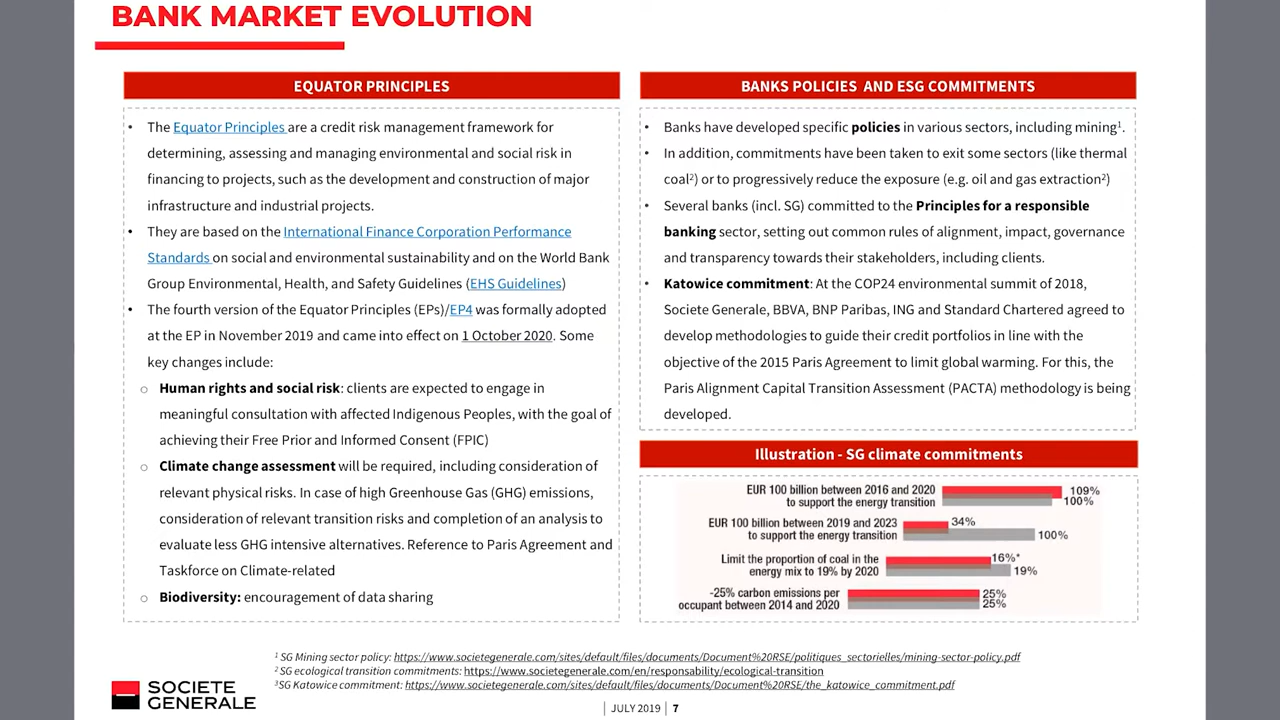 BANK MARKET EVOLUTION
EQUATOR PRINCIPLES
• The Equator Principles are a credit risk management framework for
determining, assessing and managing environmental and social risk in
financing to projects, such as the development and construction of major
infrastructure and industrial projects.
• They are based on the International Finance Corporation Performance
Standards on social and environmental sustainability and on the World Bank
Group Environmental, Health, and Safety Guidelines (EHS Guidelines)
• The fourth version of the Equator Principles (EPs)/EP4 was formally adopted
at the EP in November 2019 and came into effect on 1 October 2020. Some
key changes include:
o Human rights and social risk: clients are expected to engage in
meaningful consultation with affected Indigenous Peoples, with the goal of
achieving their Free Prior and Informed Consent (FPIC)
o Climate change assessment will be required, including consideration of
relevant physical risks. In case of high Greenhouse Gas (GHG) emissions,
consideration of relevant transition risks and completion of an analysis to
evaluate less GHG intensive alternatives. Reference to Paris Agreement and
Taskforce on Climate-related
o Biodiversity: encouragement of data sharing
BANKS POLICIES AND ESG COMMITMENTS
• Banks have developed specific policies in various sectors, including mining¹.
• In addition, commitments have been taken to exit some sectors (like thermal
coal²) or to progressively reduce the exposure (e.g. oil and gas extraction²)
• Several banks (incl. SG) committed to the Principles for a responsible
banking sector, setting out common rules of alignment, impact, governance
and transparency towards their stakeholders, including clients.
• Katowice commitment: At the COP24 environmental summit of 2018,
Societe Generale, BBVA, BNP Paribas, ING and Standard Chartered agreed to
develop methodologies to guide their credit portfolios in line with the
objective of the 2015 Paris Agreement to limit global warming. For this, the
Paris Alignment Capital Transition Assessment (PACTA) methodology is being
developed.
Illustration - SG climate commitments
EUR 100 billion between 2016 and 2020
to support the energy transition
109%
100%
EUR 100 billion between 2019 and 2023
to support the energy transition
34%
100%
Limit the proportion of coal in the
energy mix to 19% by 2020
16%*
19%
-25% carbon emissions per
occupant between 2014 and 2020
25%
25%
¹ SG Mining sector policy: https://www.societegenerale.com/sites/default/files/documents/Document%20RSE/politiques_sectorielles/mining-sector-policy.pdf
² SG ecological transition commitments: https://www.societegenerale.com/en/responsability/ecological-transition
³SG Katowice commitment: https://www.societegenerale.com/sites/default/files/documents/Document%20RSE/the_katowice_commitment.pdf
SOCIETE
GENERALE
| JULY 2019 | 7